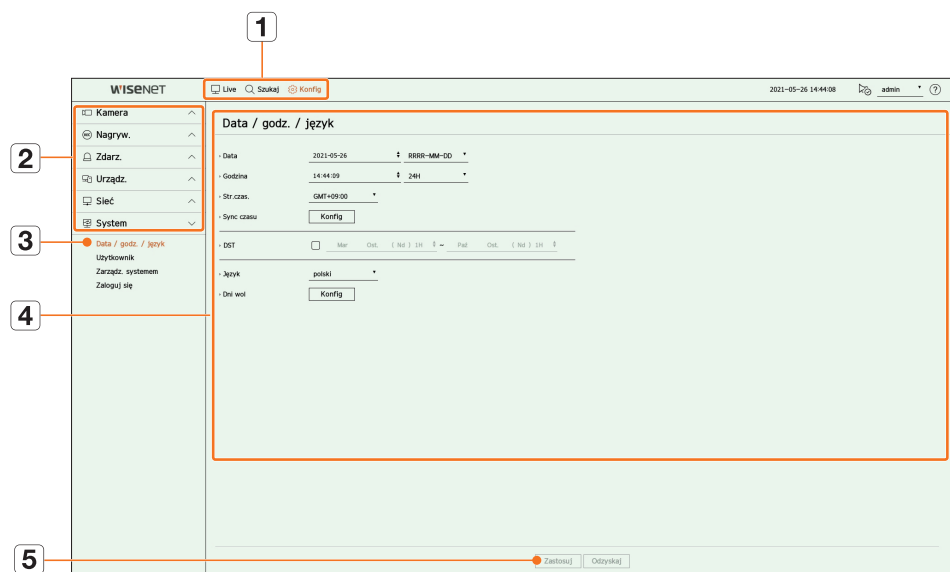 1
WISENET Live Szukaj Konfig 2021-05-26 14:44:08 admin ?
Kamera
Nagryw.
Zdarz.
Urządz.
Sieć
System
Data / godz. / język
Użytkownik
Zarządz. systemem
Zaloguj się
2
3
4
5
Data / godz. / język
Data 2021-05-26 RRRR-MM-DD
Godzina 14:44:09 24H
Str.czas. GMT+09:00
Sync czasu Konfig
DST Mar Ost. ( Nd ) 1H – Paź Ost. ( Nd ) 1H
Język polski
Dni wol Konfig
Zastosuj Odzyskaj